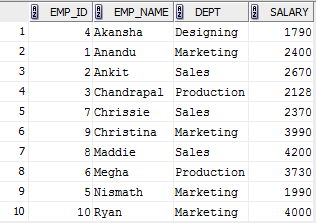 EMP_ID EMP_NAME DEPT SALARY
1 4 Akansha Designing 1790
2 1 Anandu Marketing 2400
3 2 Ankit Sales 2670
4 3 Chandrapal Production 2128
5 7 Chrissie Sales 2370
6 9 Christina Marketing 3990
7 8 Maddie Sales 4200
8 6 Megha Production 3730
9 5 Nismath Marketing 1990
10 10 Ryan Marketing 4000